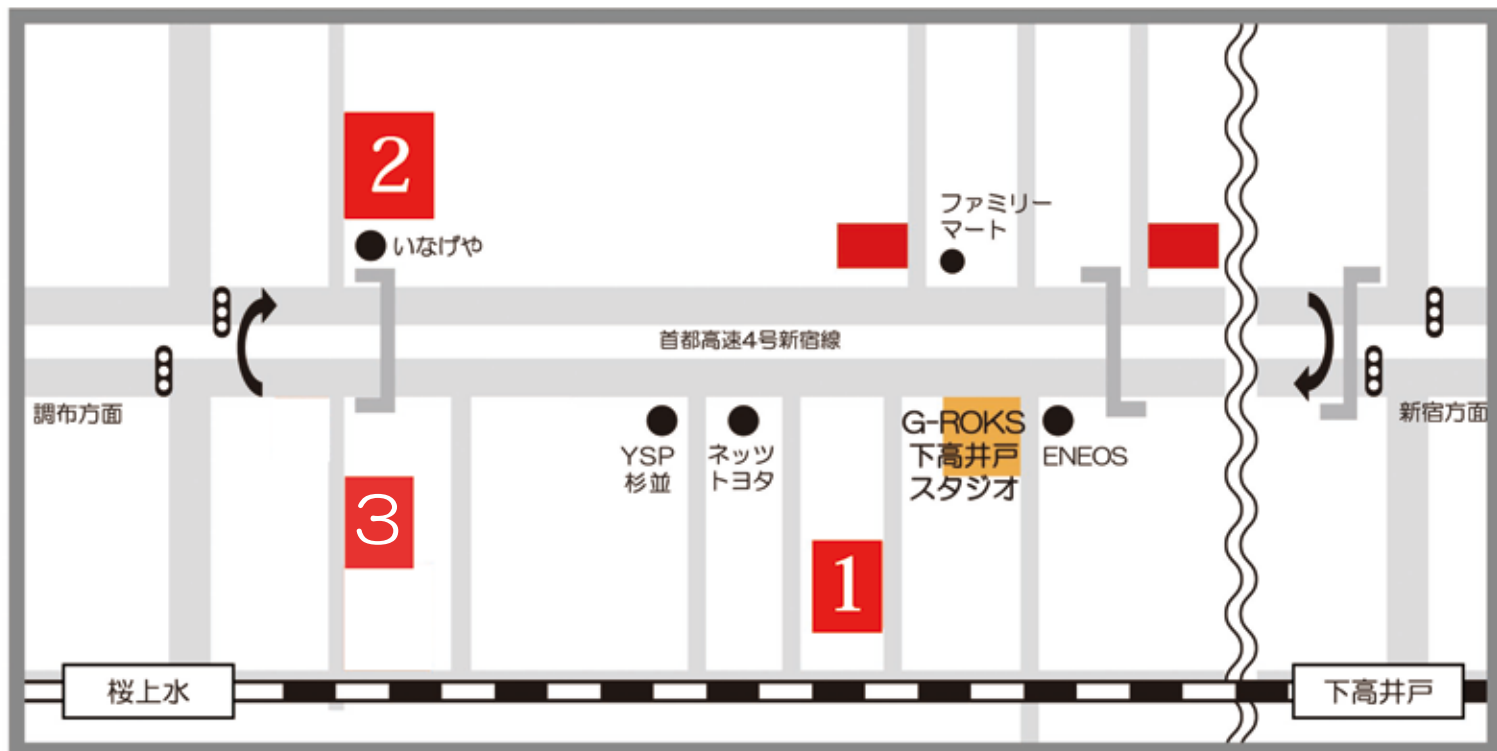 2
ファミリー
マート
いなげや
首都高速4号新宿線
調布方面
新宿方面
YSP
杉並
ネッツ
トヨタ
G-ROKS
下高井戸
スタジオ
ENEOS
3
1
桜上水
下高井戸